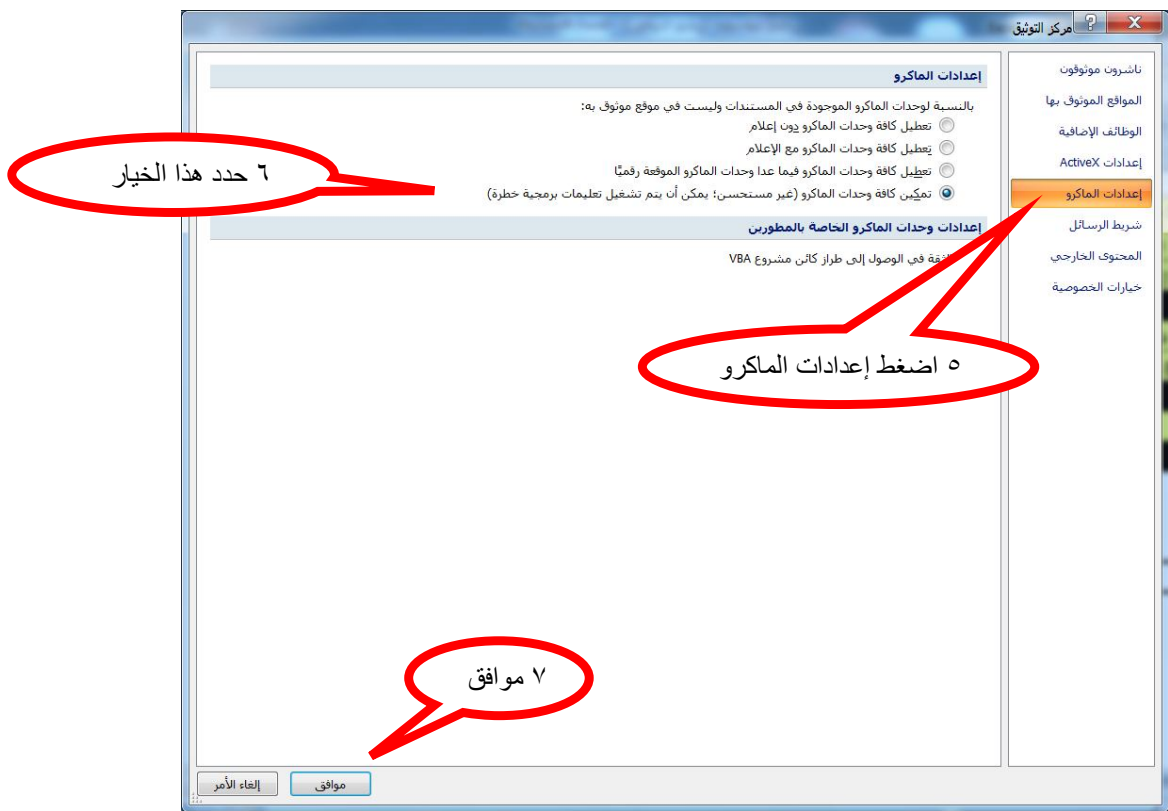 مركز التوثيق
ناشرون موثوقون
المواقع الموثوق بها
الوظائف الإضافية
إعدادات ActiveX
إعدادات الماكرو
شريط الرسائل
المحتوى الخارجي
خيارات الخصوصية
إعدادات الماكرو
بالنسبة لوحدات الماكرو الموجودة في المستندات وليست في موقع موثوق به:
تعطيل كافة وحدات الماكرو دون إعلام
تعطيل كافة وحدات الماكرو مع الإعلام
تعطيل كافة وحدات الماكرو فيما عدا وحدات الماكرو الموقعة رقميًا
تمكين كافة وحدات الماكرو (غير مستحسن؛ يمكن أن يتم تشغيل تعليمات برمجية خطرة)
إعدادات وحدات الماكرو الخاصة بالمطورين
في الوصول إلى طراز كائن مشروع VBA
٦ حدد هذا الخيار
٥ اضغط إعدادات الماكرو
٧ موافق
موافق
إلغاء الأمر